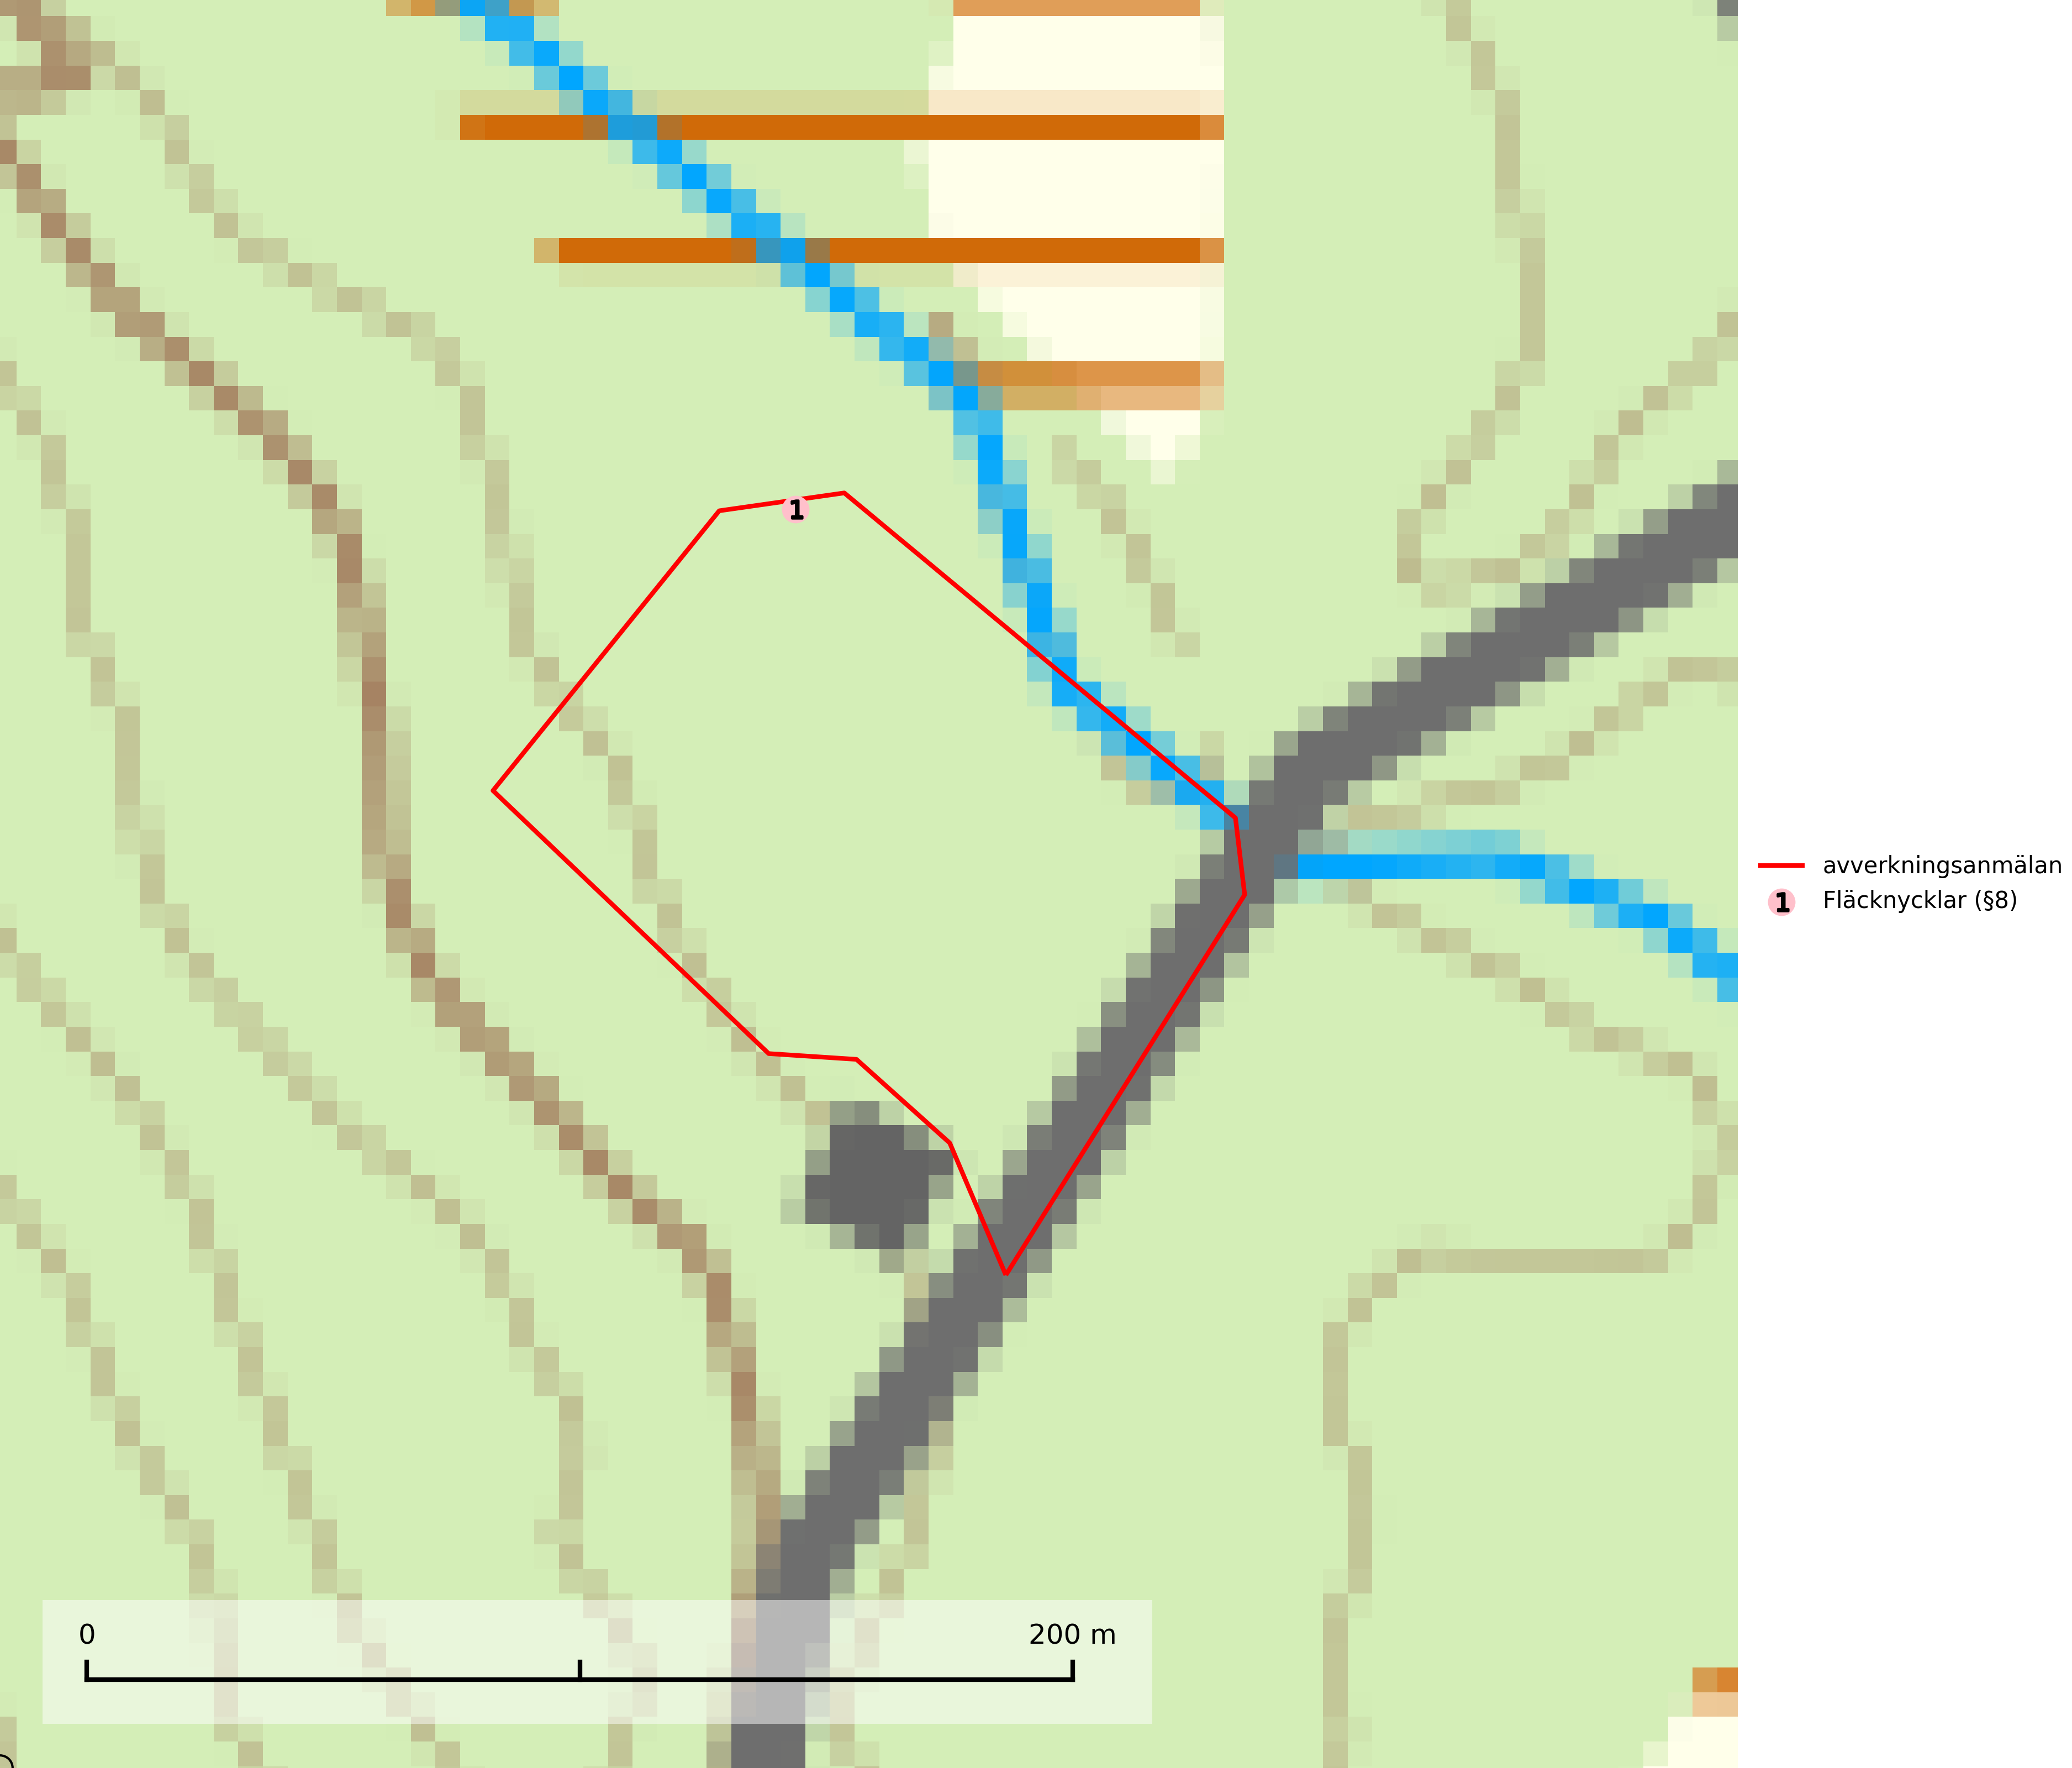 1
avverkningsanmälan
1 Fläcknycklar (§8)
0 200 m